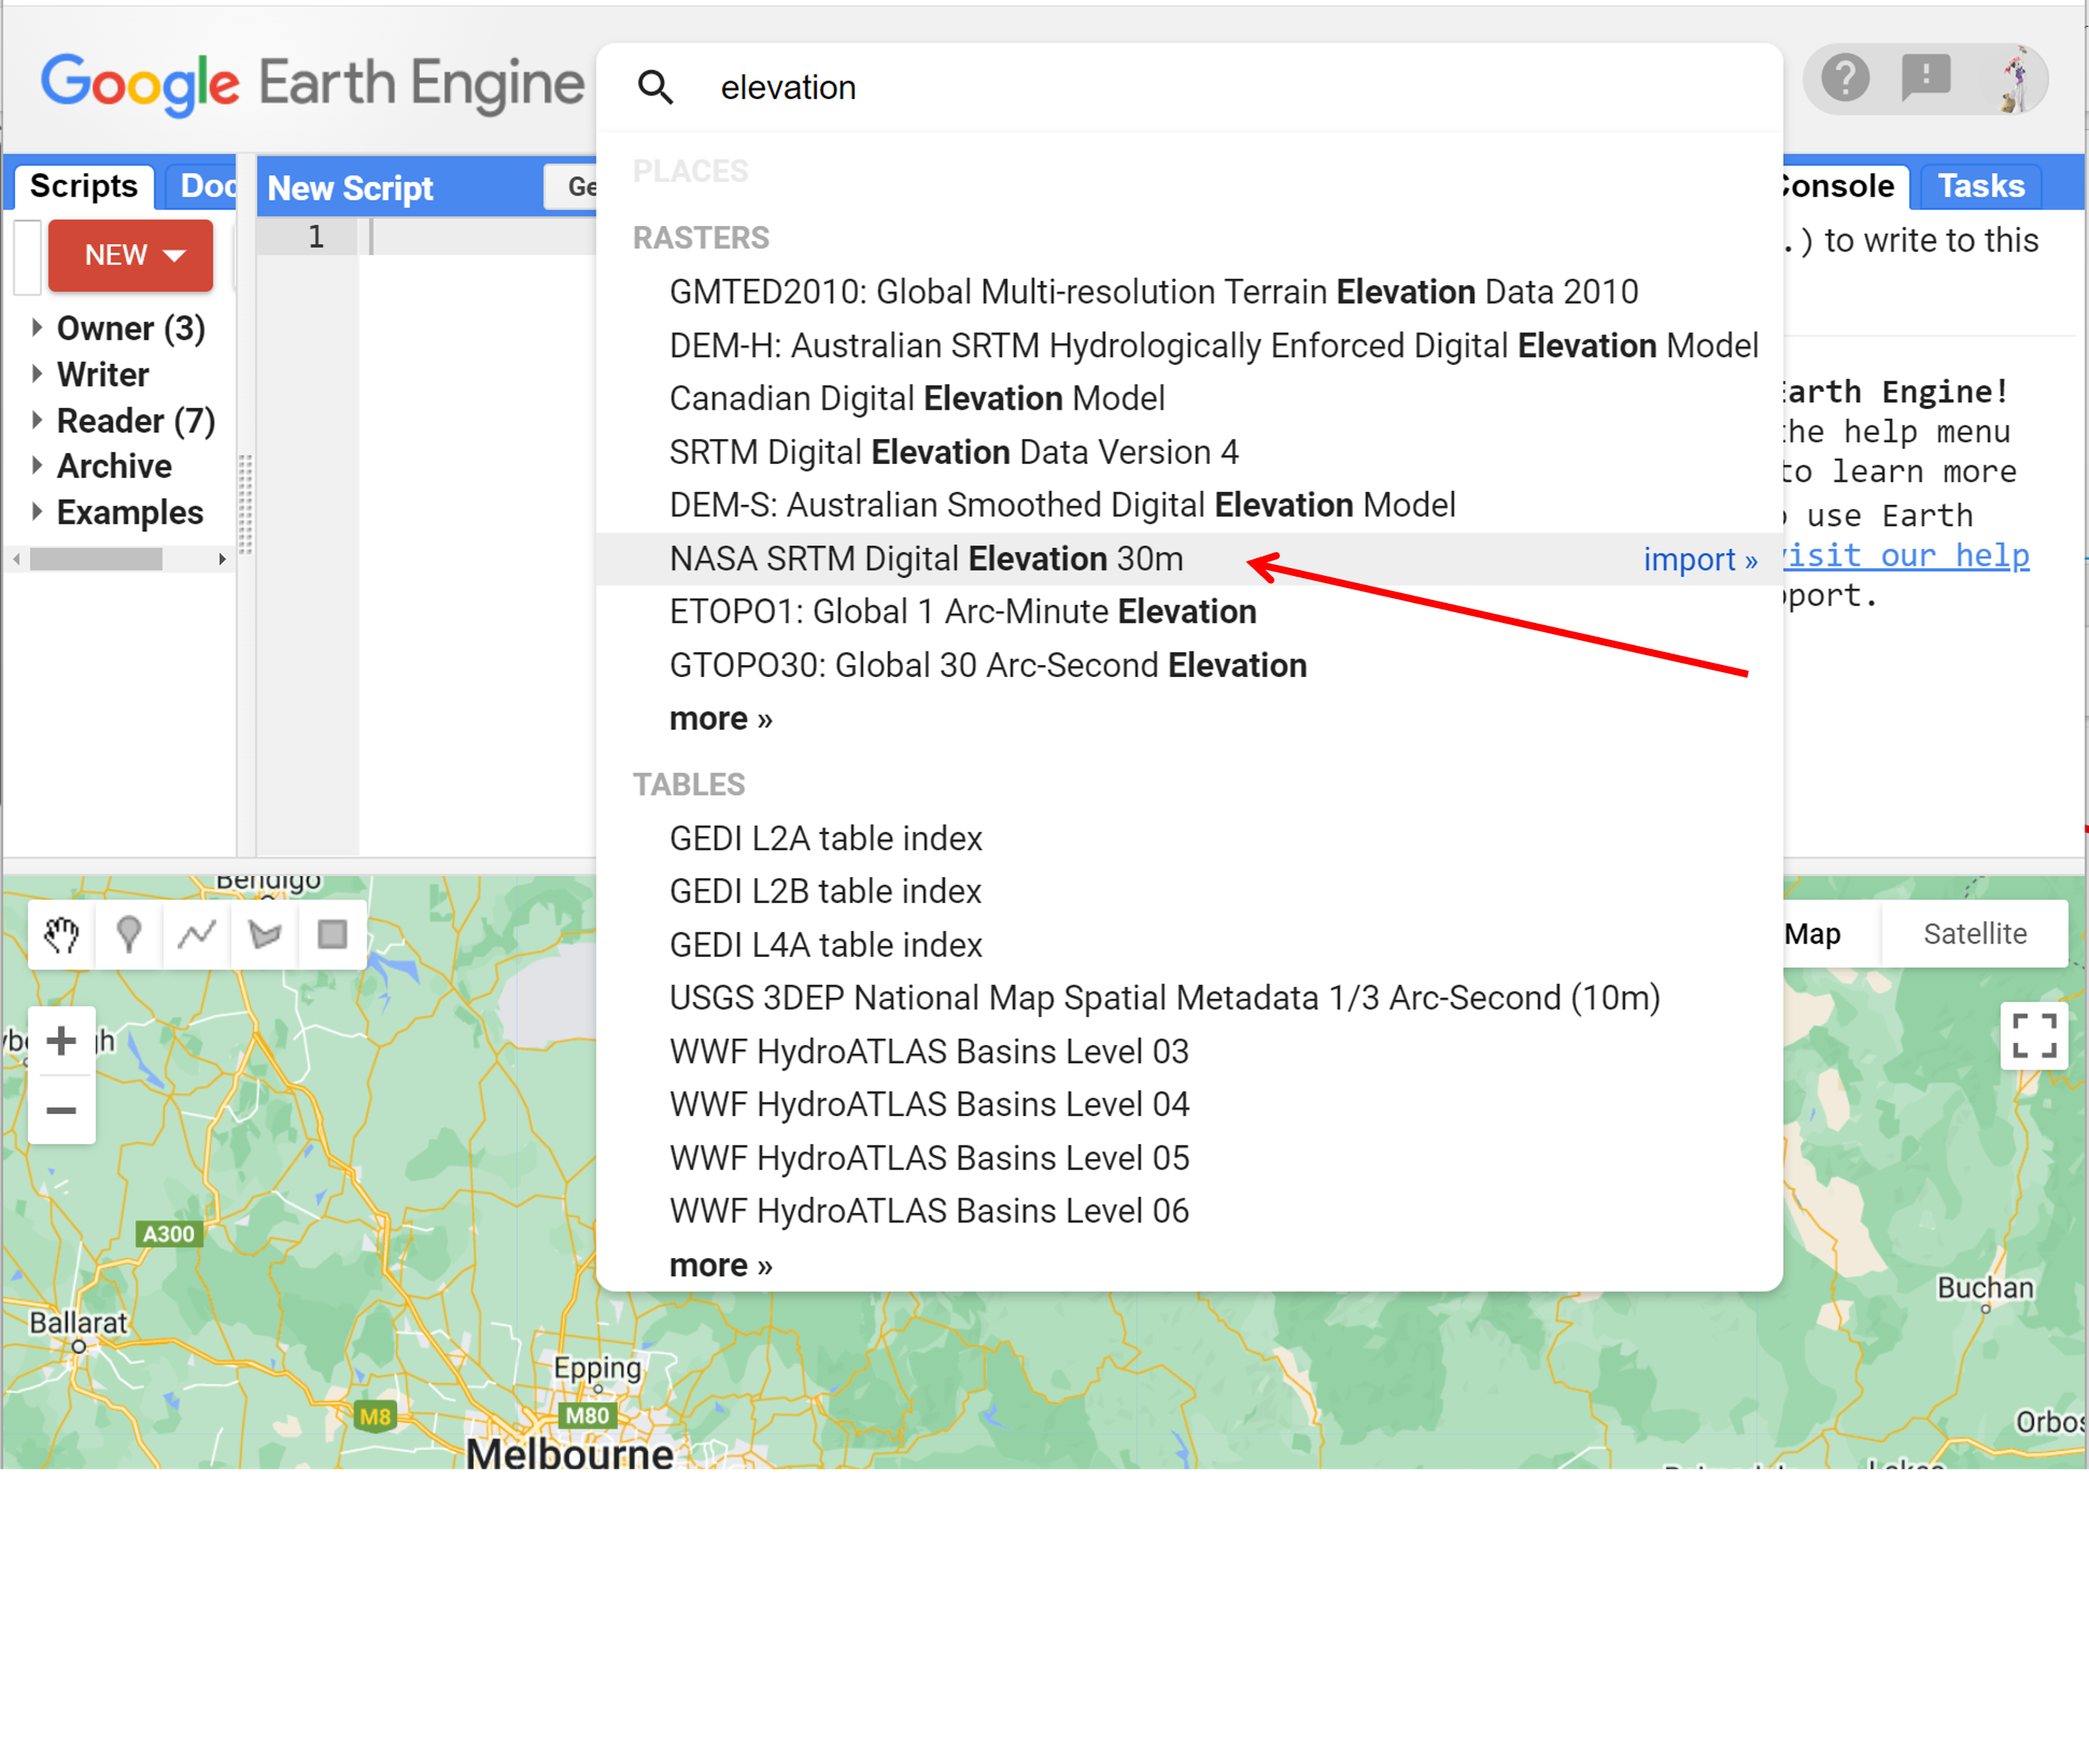 Google Earth Engine
elevation
Scripts
Doc
New Script
Ge
Console
Tasks
NEW
1
Owner (3)
Writer
Reader (7)
Archive
Examples
PLACES
RASTERS
GMTED2010: Global Multi-resolution Terrain Elevation Data 2010
DEM-H: Australian SRTM Hydrologically Enforced Digital Elevation Model
Canadian Digital Elevation Model
SRTM Digital Elevation Data Version 4
DEM-S: Australian Smoothed Digital Elevation Model
NASA SRTM Digital Elevation 30m
import »
ETOPO1: Global 1 Arc-Minute Elevation
GTOPO30: Global 30 Arc-Second Elevation
more »
TABLES
GEDI L2A table index
GEDI L2B table index
GEDI L4A table index
USGS 3DEP National Map Spatial Metadata 1/3 Arc-Second (10m)
WWF HydroATLAS Basins Level 03
WWF HydroATLAS Basins Level 04
WWF HydroATLAS Basins Level 05
WWF HydroATLAS Basins Level 06
more »
.) to write to this
Earth Engine!
the help menu
to learn more
use Earth
visit our help
pport.
Map
Satellite
Bendigo
A300
Ballarat
M8
Epping
M80
Melbourne
Buchan
Orbos